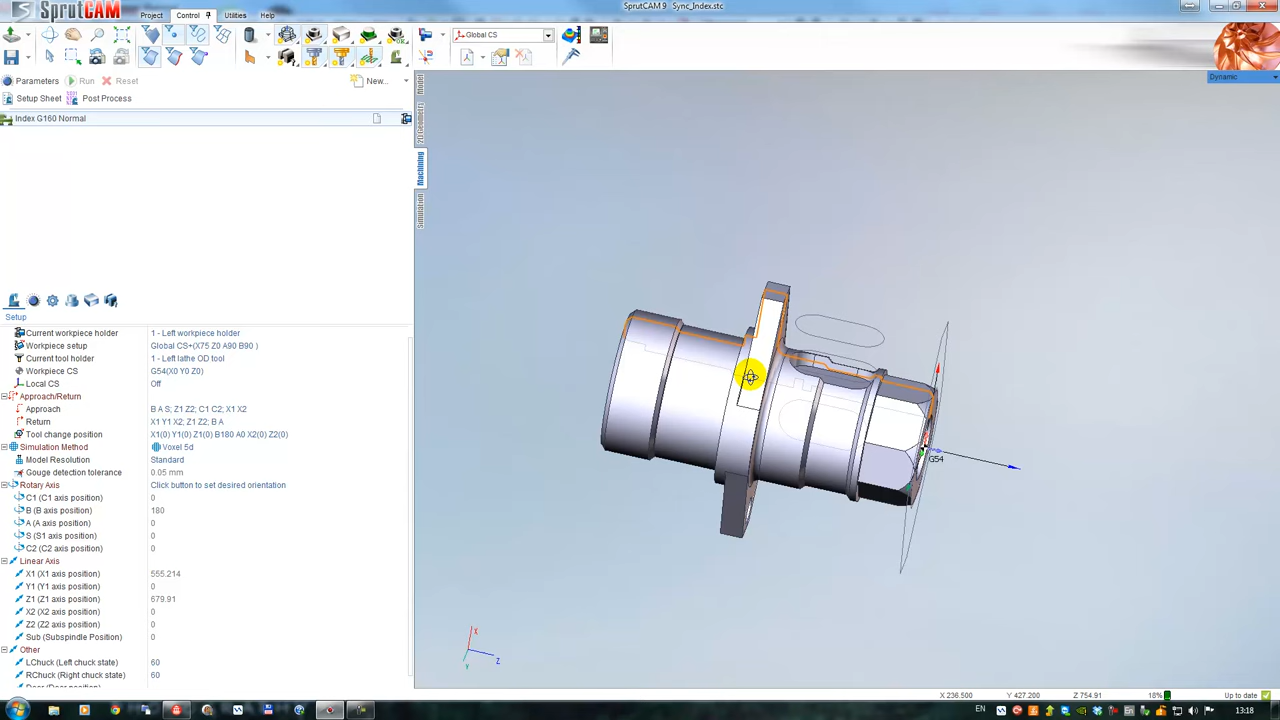 SprutCAM 9 Sync_Index.stc
SprutCAM
Project
Control
Utilities
Help
Global CS
Parameters
Run
Reset
New...
Setup Sheet
Post Process
Index G160 Normal
Model
2D Geometry
Machining
Simulation
Dynamic
Setup
Current workpiece holder 1 - Left workpiece holder
Workpiece setup Global CS+(X75 Z0 A90 B90 )
Current tool holder 1 - Left lathe OD tool
Workpiece CS G54(X0 Y0 Z0)
Local CS Off
Approach/Return
Approach B A S; Z1 Z2; C1 C2; X1 X2
Return X1 Y1 X2; Z1 Z2; B A
Tool change position X1(0) Y1(0) Z1(0) B180 A0 X2(0) Z2(0)
Simulation Method Voxel 5d
Model Resolution Standard
Gouge detection tolerance 0.05 mm
Rotary Axis Click button to set desired orientation
C1 (C1 axis position) 0
B (B axis position) 180
A (A axis position) 0
S (S1 axis position) 0
C2 (C2 axis position) 0
Linear Axis
X1 (X1 axis position) 555.214
Y1 (Y1 axis position) 0
Z1 (Z1 axis position) 679.91
X2 (X2 axis position) 0
Z2 (Z2 axis position) 0
Sub (Subspindle Position) 0
Other
LChuck (Left chuck state) 60
RChuck (Right chuck state) 60
G54
X
Y
Z
X 236.500 Y 427.200 Z 754.91 18% Up to date
EN 13:18